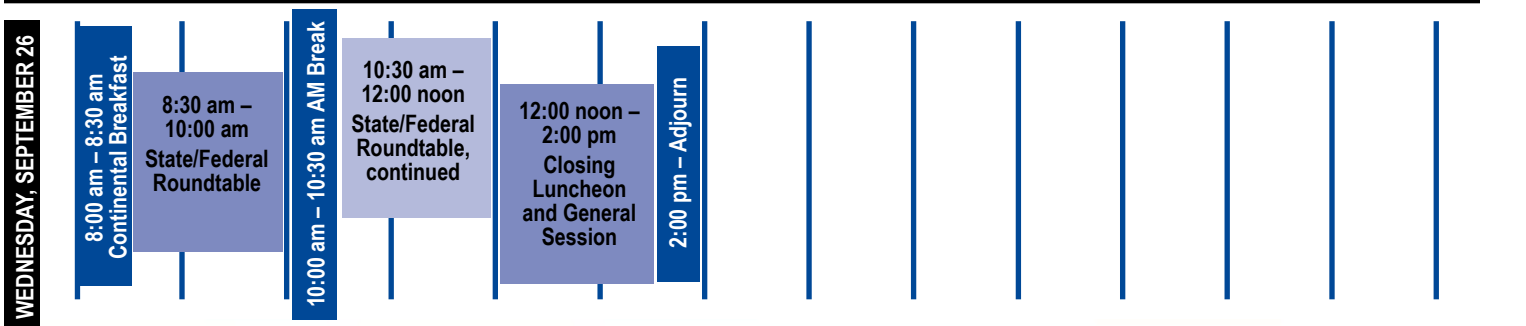 WEDNESDAY, SEPTEMBER 26
8:00 am – 8:30 am
Continental Breakfast
8:30 am –
10:00 am
State/Federal
Roundtable
10:00 am – 10:30 am AM Break
10:30 am –
12:00 noon
State/Federal
Roundtable,
continued
12:00 noon –
2:00 pm
Closing
Luncheon
and General
Session
2:00 pm – Adjourn